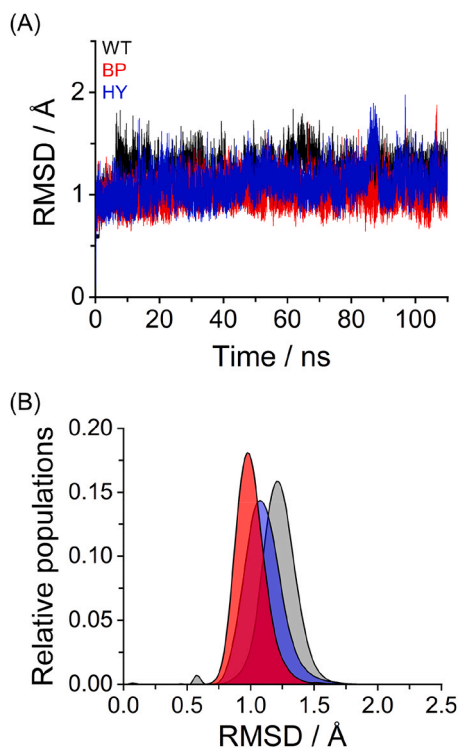 (A)
WT
BP
HY
2
1
0
RMSD / Å
0 20 40 60 80 100
Time / ns
(B)
0.20
0.15
0.10
0.05
0.00
Relative populations
0.0 0.5 1.0 1.5 2.0 2.5
RMSD / Å